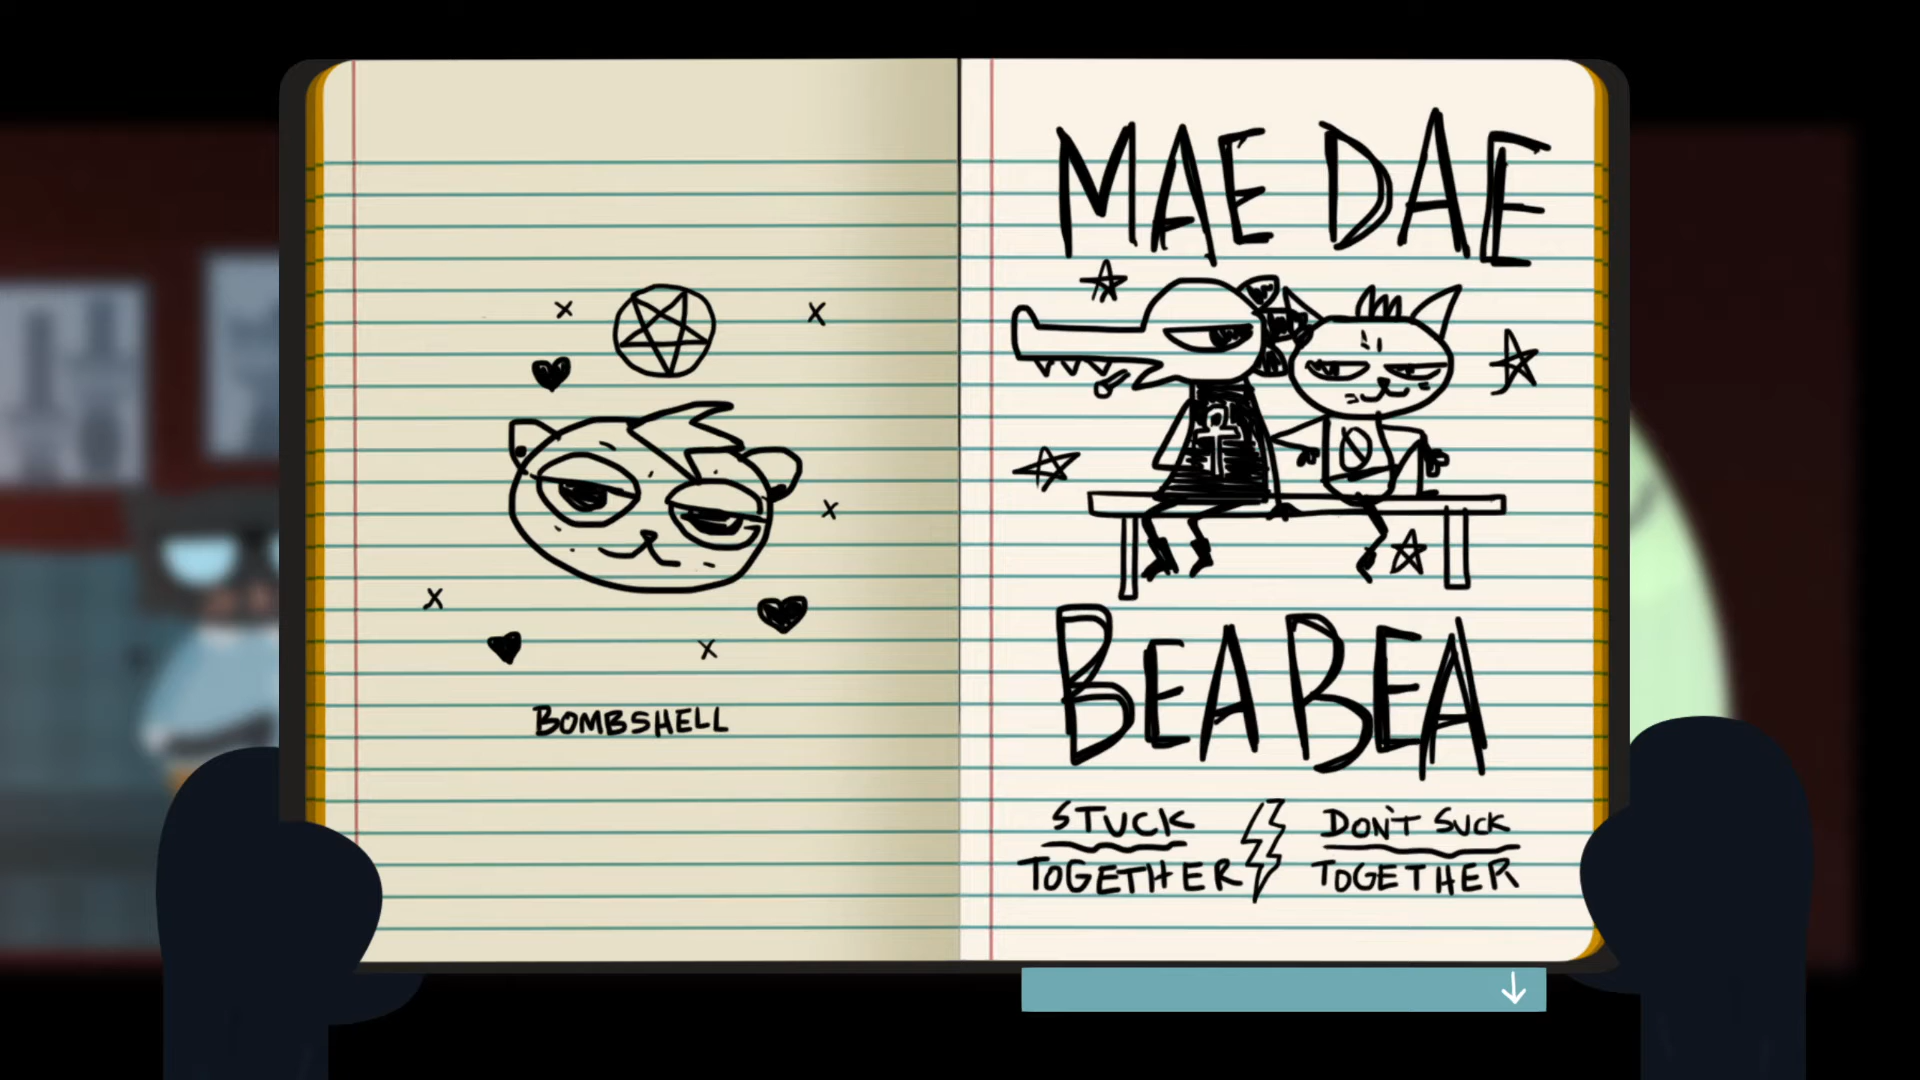 BOMBSHELL
MAE DAE
BEA BEA
STUCK
TOGETHER
DON'T SUCK
TOGETHER